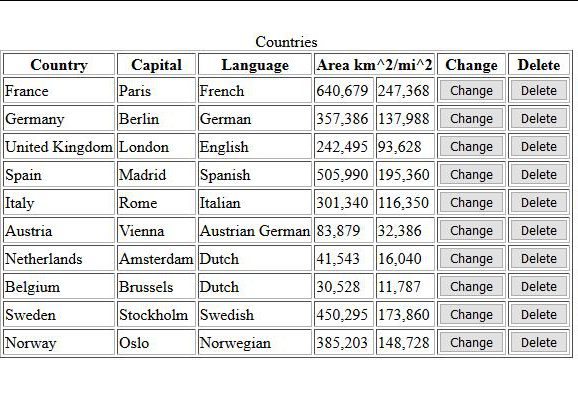 Countries
Country Capital Language Area km^2/mi^2 Change Delete
France Paris French 640,679 247,368 Change Delete
Germany Berlin German 357,386 137,988 Change Delete
United Kingdom London English 242,495 93,628 Change Delete
Spain Madrid Spanish 505,990 195,360 Change Delete
Italy Rome Italian 301,340 116,350 Change Delete
Austria Vienna Austrian German 83,879 32,386 Change Delete
Netherlands Amsterdam Dutch 41,543 16,040 Change Delete
Belgium Brussels Dutch 30,528 11,787 Change Delete
Sweden Stockholm Swedish 450,295 173,860 Change Delete
Norway Oslo Norwegian 385,203 148,728 Change Delete